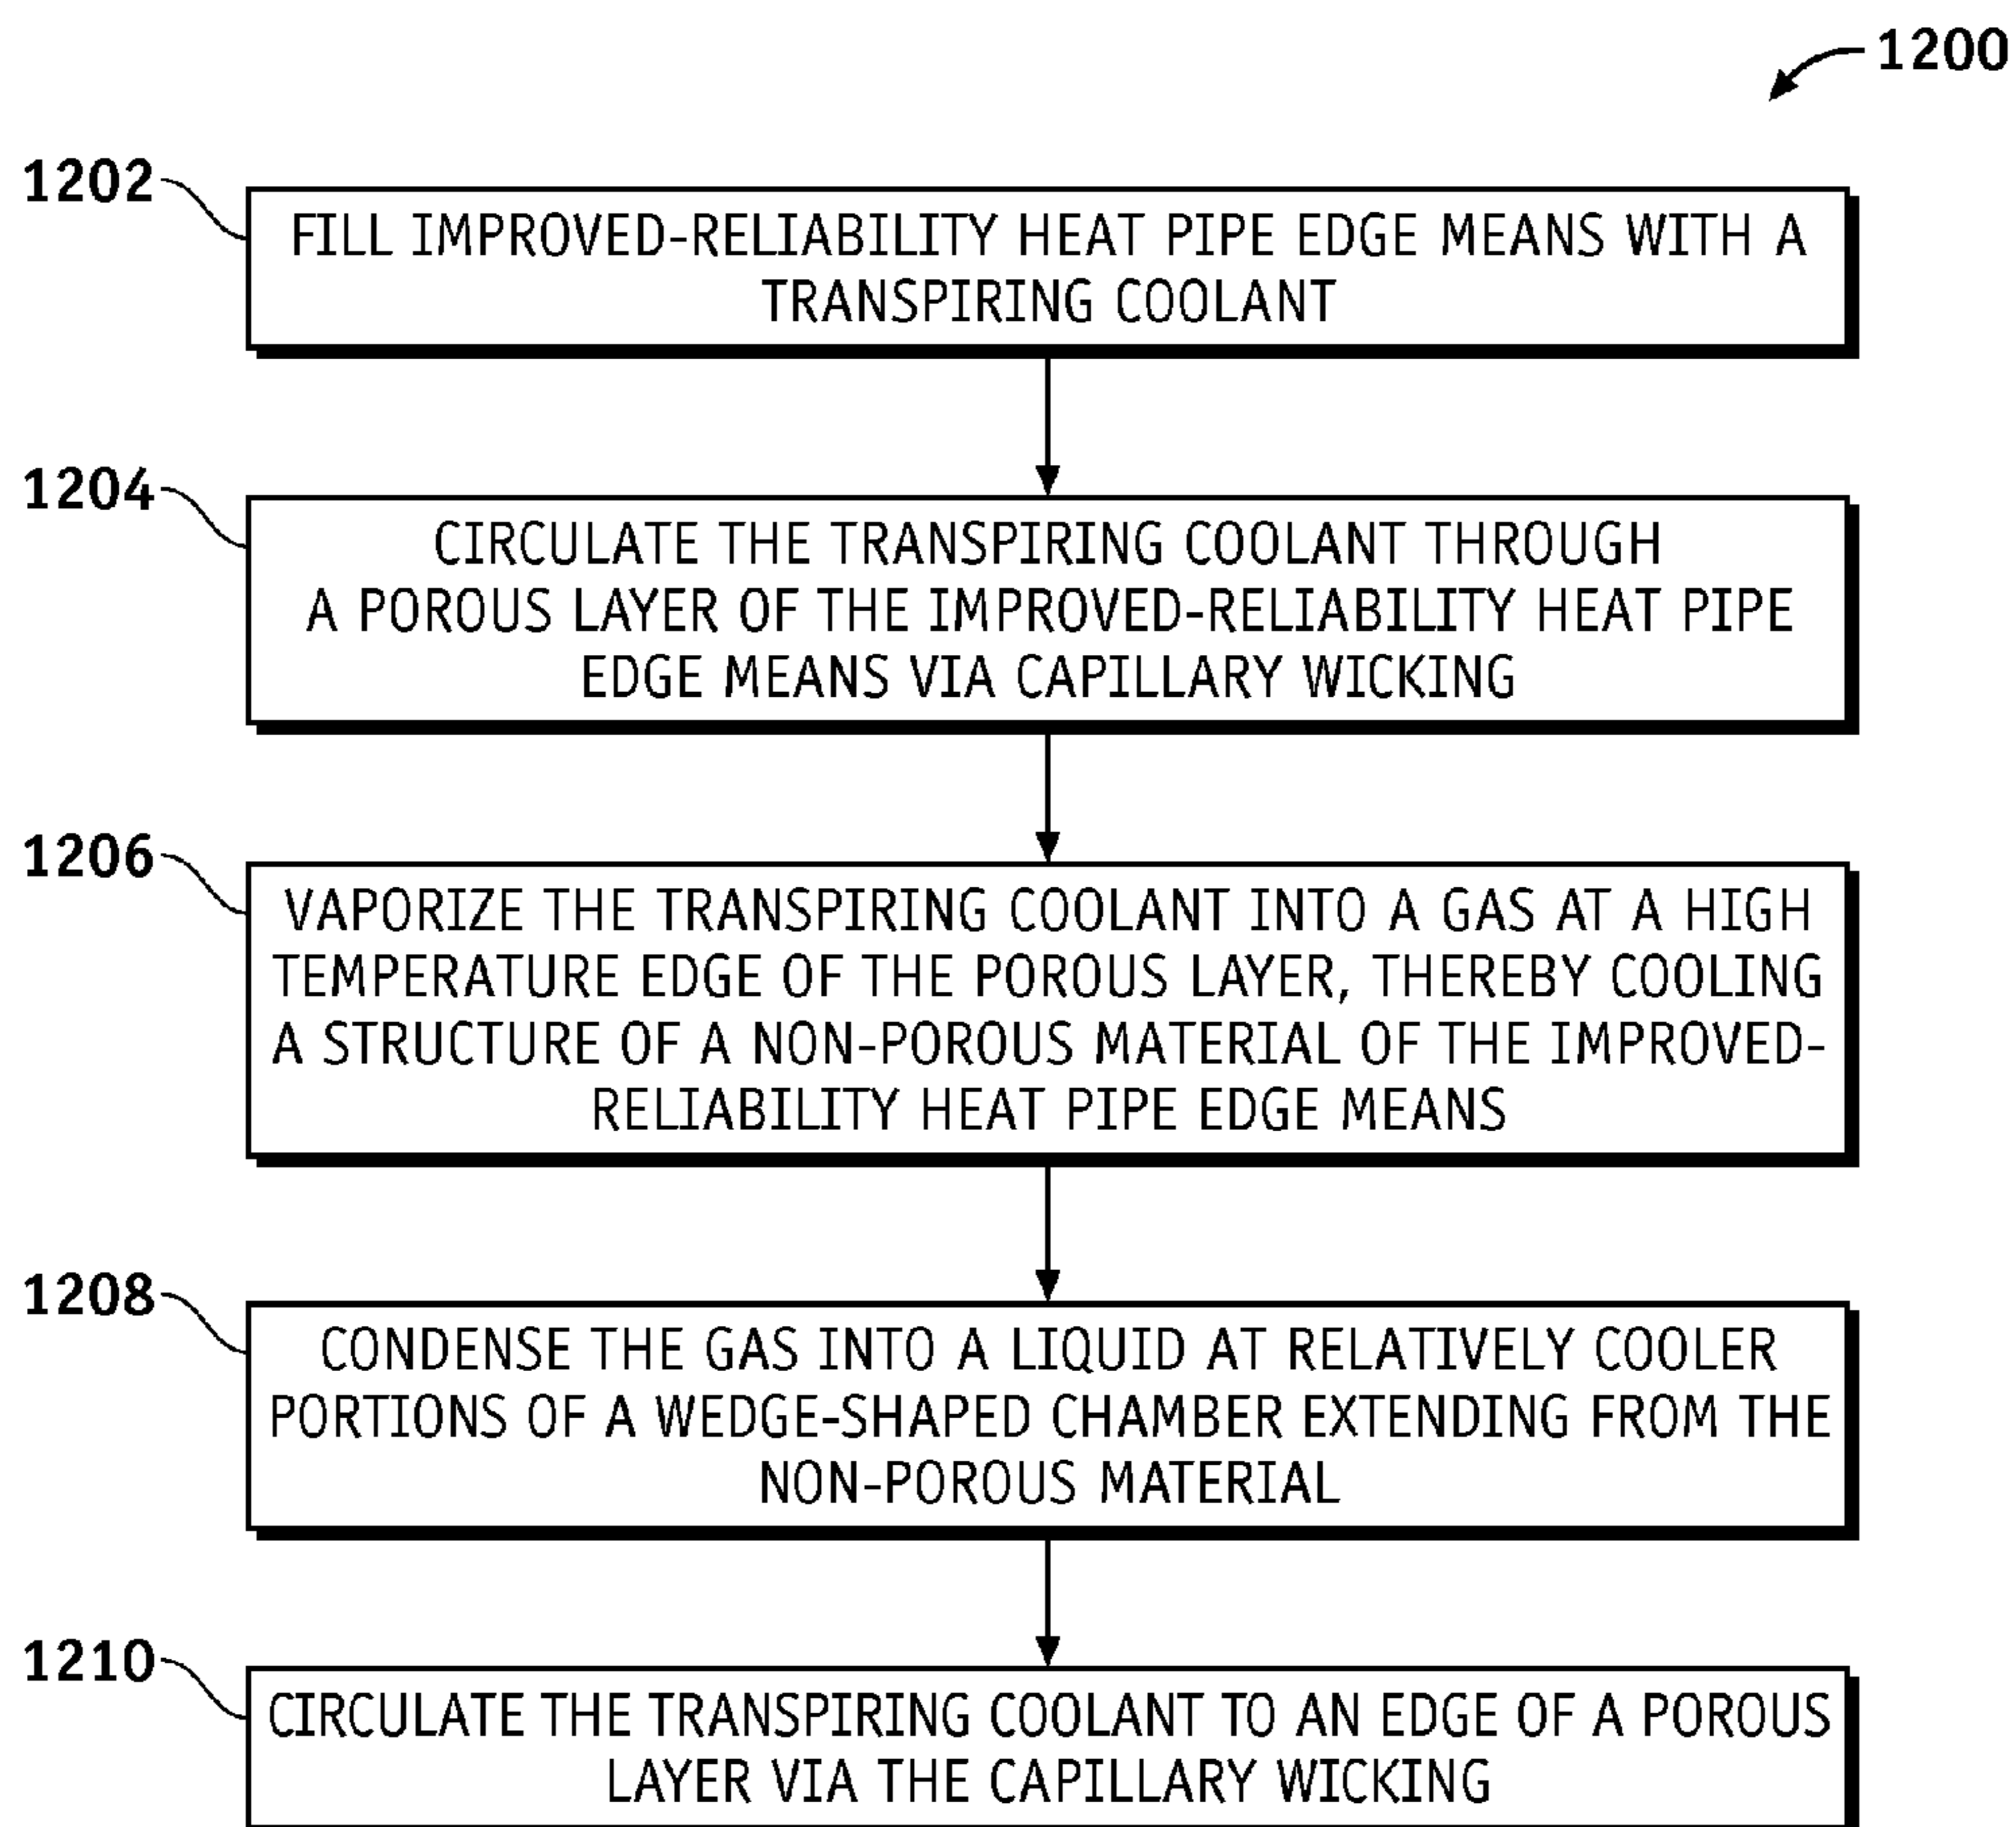 1200
1202
FILL IMPROVED-RELIABILITY HEAT PIPE EDGE MEANS WITH A
TRANSPIRING COOLANT
1204
CIRCULATE THE TRANSPIRING COOLANT THROUGH
A POROUS LAYER OF THE IMPROVED-RELIABILITY HEAT PIPE
EDGE MEANS VIA CAPILLARY WICKING
1206
VAPORIZE THE TRANSPIRING COOLANT INTO A GAS AT A HIGH
TEMPERATURE EDGE OF THE POROUS LAYER, THEREBY COOLING
A STRUCTURE OF A NON-POROUS MATERIAL OF THE IMPROVED-
RELIABILITY HEAT PIPE EDGE MEANS
1208
CONDENSE THE GAS INTO A LIQUID AT RELATIVELY COOLER
PORTIONS OF A WEDGE-SHAPED CHAMBER EXTENDING FROM THE
NON-POROUS MATERIAL
1210
CIRCULATE THE TRANSPIRING COOLANT TO AN EDGE OF A POROUS
LAYER VIA THE CAPILLARY WICKING